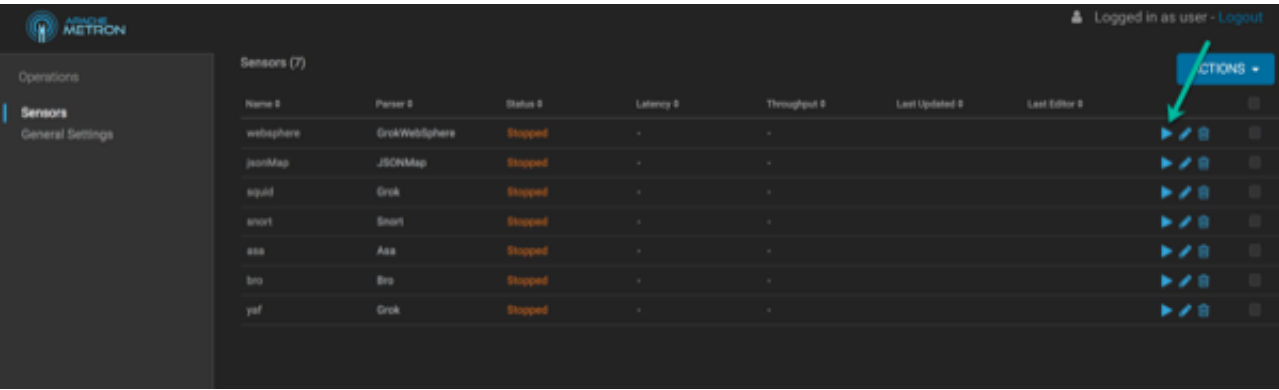 APACHE
METRON
Logged in as user - Logout
Operations
Sensors
General Settings
Sensors (7)
ACTIONS
Name Parser Status Latency Throughput Last Updated Last Editor
websphere GrokWebSphere Stopped - -
jsonMap JSONMap Stopped - -
squid Grok Stopped - -
snort Snort Stopped - -
asa Asa Stopped - -
bro Bro Stopped - -
yaf Grok Stopped - -